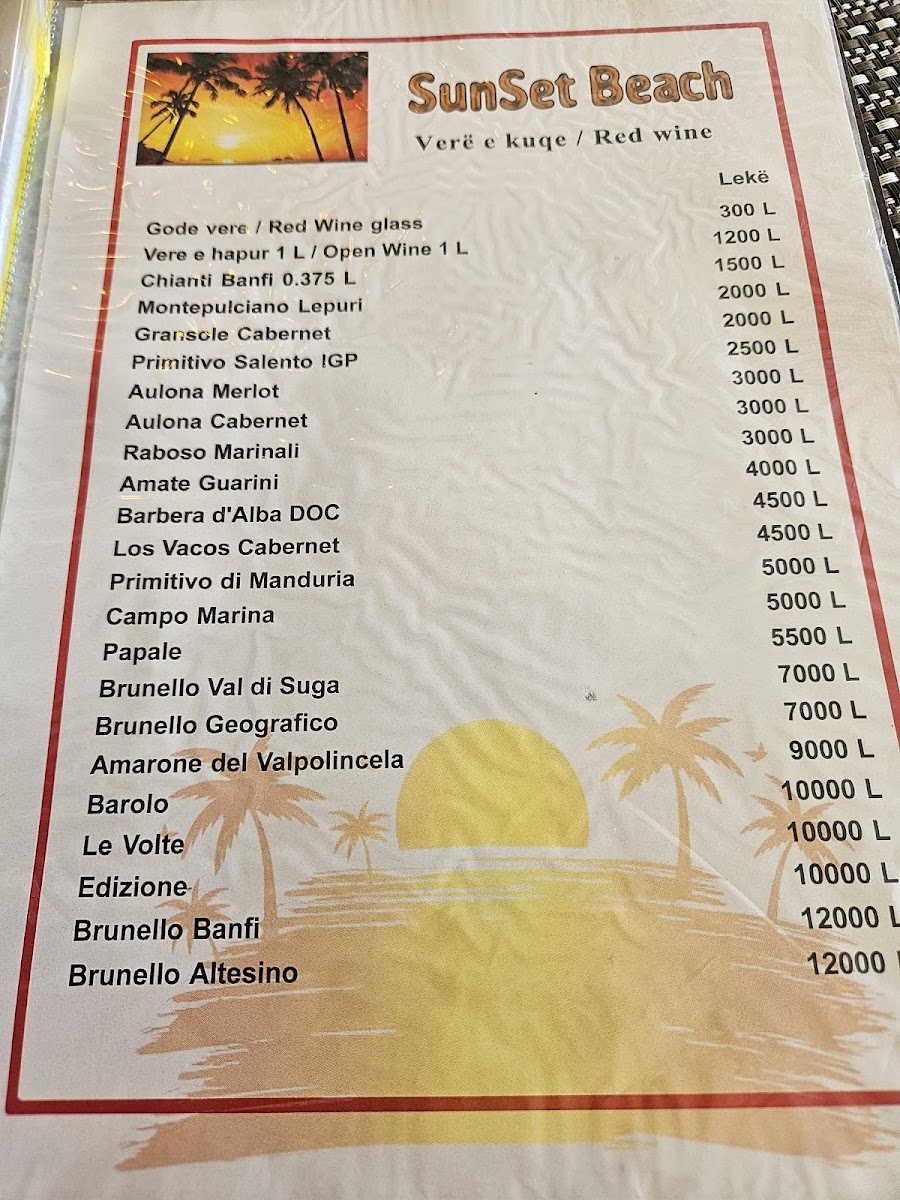 SunSet Beach
Verë e kuqe / Red wine
Lekë
Gode vere / Red Wine glass 300 L
Vere e hapur 1 L / Open Wine 1 L 1200 L
Chianti Banfi 0.375 L 1500 L
Montepulciano Lepuri 2000 L
Gransole Cabernet 2000 L
Primitivo Salento IGP 2500 L
Aulona Merlot 3000 L
Aulona Cabernet 3000 L
Raboso Marinali 3000 L
Amate Guarini 4000 L
Barbera d'Alba DOC 4500 L
Los Vacos Cabernet 4500 L
Primitivo di Manduria 5000 L
Campo Marina 5000 L
Papale 5500 L
Brunello Val di Suga 7000 L
Brunello Geografico 7000 L
Amarone del Valpolincela 9000 L
Barolo 10000 L
Le Volte 10000 L
Edizione 10000 L
Brunello Banfi 12000 L
Brunello Altesino 12000 L